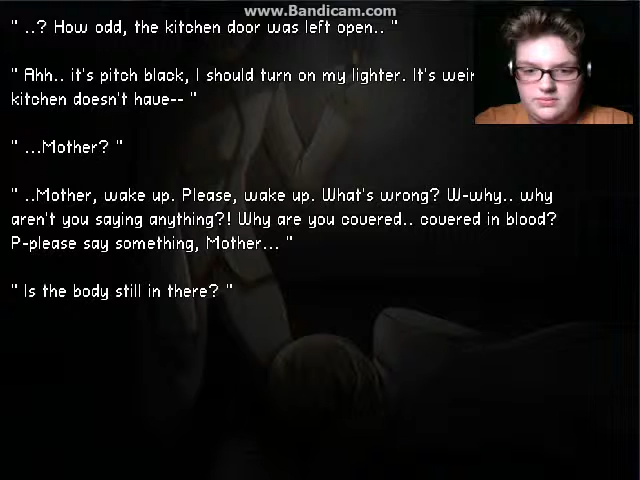 www.Bandicam.com
" ..? How odd, the kitchen door was left open.. "
" Ahh.. it's pitch black, I should turn on my lighter. It's weir
kitchen doesn't have-- "
" ...Mother? "
" ..Mother, wake up. Please, wake up. What's wrong? W-why.. why
aren't you saying anything?! Why are you covered.. covered in blood?
P-please say something, Mother... "
" Is the body still in there? "